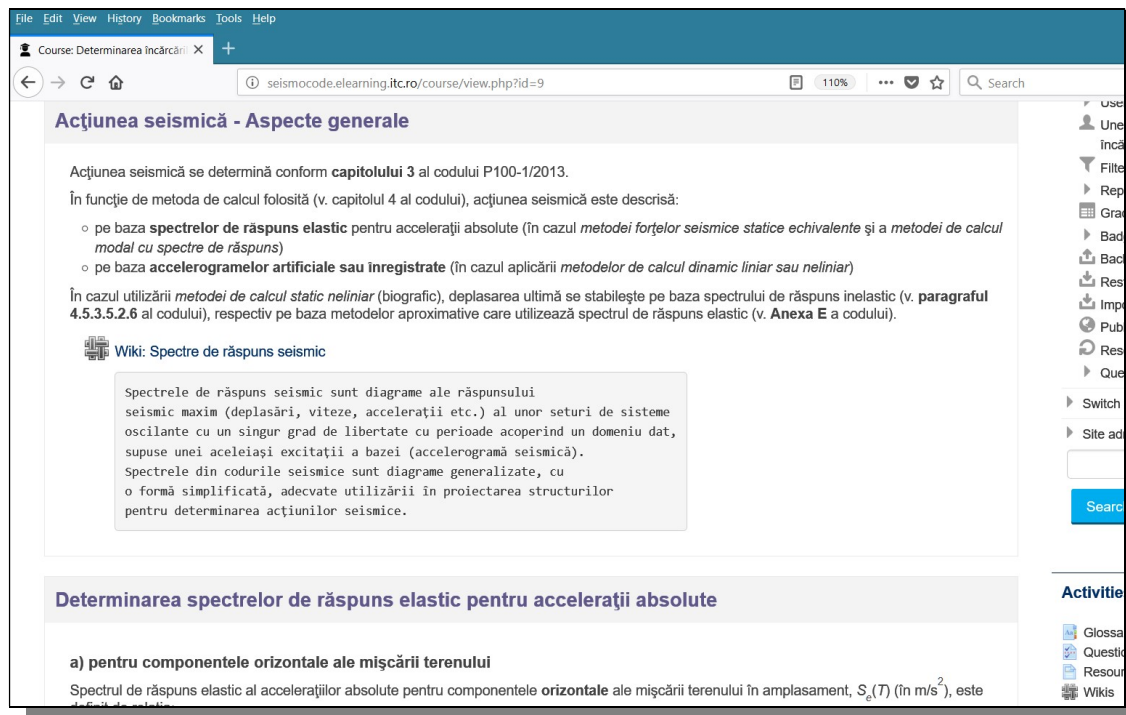 File Edit View History Bookmarks Tools Help
Course: Determinarea încărcări
seismocode.elearning.itc.ro/course/view.php?id=9
110%
Search
Acţiunea seismică - Aspecte generale
Acţiunea seismică se determină conform capitolului 3 al codului P100-1/2013.
În funcţie de metoda de calcul folosită (v. capitolul 4 al codului), acţiunea seismică este descrisă:
pe baza spectrelor de răspuns elastic pentru acceleraţii absolute (în cazul metodei forţelor seismice statice echivalente şi a metodei de calcul
modal cu spectre de răspuns)
pe baza accelerogramelor artificiale sau înregistrate (în cazul aplicării metodelor de calcul dinamic liniar sau neliniar)
În cazul utilizării metodei de calcul static neliniar (biografic), deplasarea ultimă se stabileşte pe baza spectrului de răspuns inelastic (v. paragraful
4.5.3.5.2.6 al codului), respectiv pe baza metodelor aproximative care utilizează spectrul de răspuns elastic (v. Anexa E a codului).
Wiki: Spectre de răspuns seismic
Spectrele de răspuns seismic sunt diagrame ale răspunsului
seismic maxim (deplasări, viteze, acceleraţii etc.) al unor seturi de sisteme
oscilante cu un singur grad de libertate cu perioade acoperind un domeniu dat,
supuse unei aceleiaşi excitaţii a bazei (accelerogramă seismică).
Spectrele din codurile seismice sunt diagrame generalizate, cu
o formă simplificată, adecvate utilizării în proiectarea structurilor
pentru determinarea acţiunilor seismice.
Determinarea spectrelor de răspuns elastic pentru acceleraţii absolute
a) pentru componentele orizontale ale mişcării terenului
Spectrul de răspuns elastic al acceleraţiilor absolute pentru componentele orizontale ale mişcării terenului în amplasament, Se(T) (în m/s2), este
Use
Une
încă
Filte
Rep
Grad
Bad
Bac
Res
Impo
Pub
Res
Que
Switch
Site ad
Searc
Activitie
Glossa
Questio
Resour
Wikis